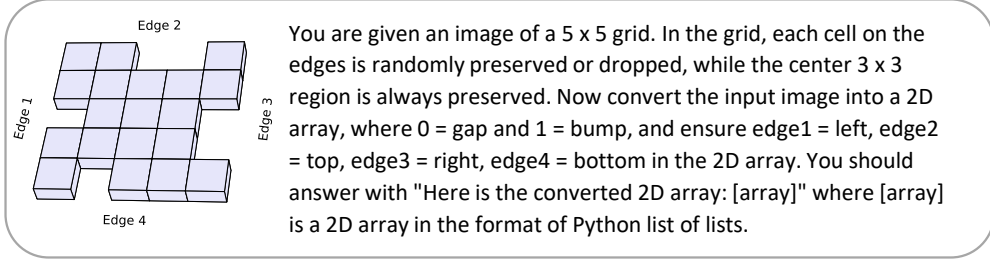 Edge 2
Edge 1
Edge 3
Edge 4
You are given an image of a 5 x 5 grid. In the grid, each cell on the
edges is randomly preserved or dropped, while the center 3 x 3
region is always preserved. Now convert the input image into a 2D
array, where 0 = gap and 1 = bump, and ensure edge1 = left, edge2
= top, edge3 = right, edge4 = bottom in the 2D array. You should
answer with "Here is the converted 2D array: [array]" where [array]
is a 2D array in the format of Python list of lists.